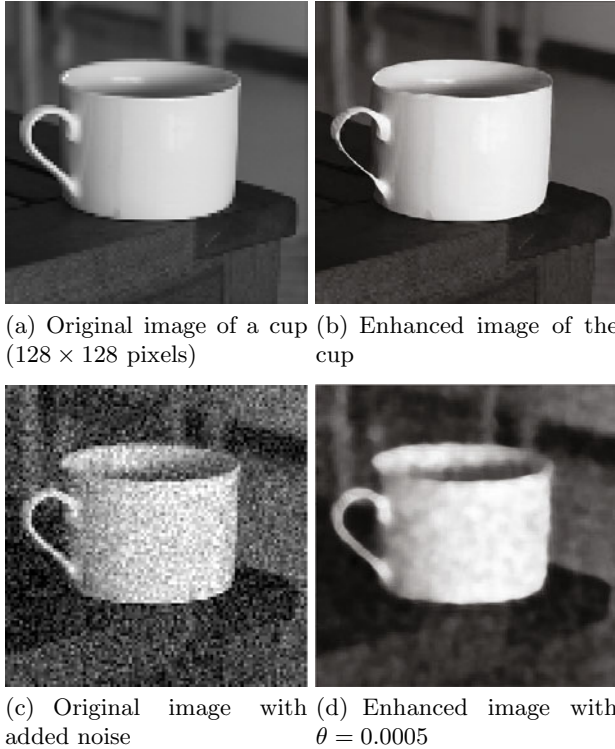 (a) Original image of a cup
(128 × 128 pixels)
(b) Enhanced image of the
cup
(c) Original image with
added noise
(d) Enhanced image with
θ = 0.0005